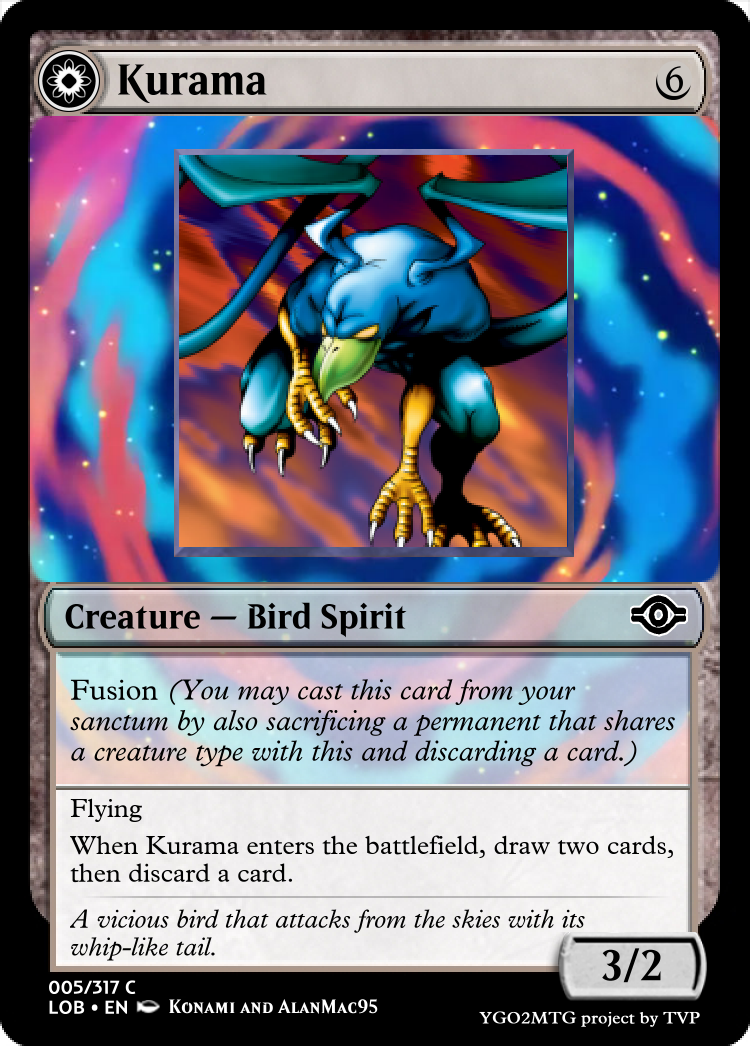 Kurama
6
Creature — Bird Spirit
Fusion (You may cast this card from your
sanctum by also sacrificing a permanent that shares
a creature type with this and discarding a card.)
Flying
When Kurama enters the battlefield, draw two cards,
then discard a card.
A vicious bird that attacks from the skies with its
whip-like tail.
3/2
005/317 C
LOB • EN Konami and AlanMac95
YGO2MTG project by TVP